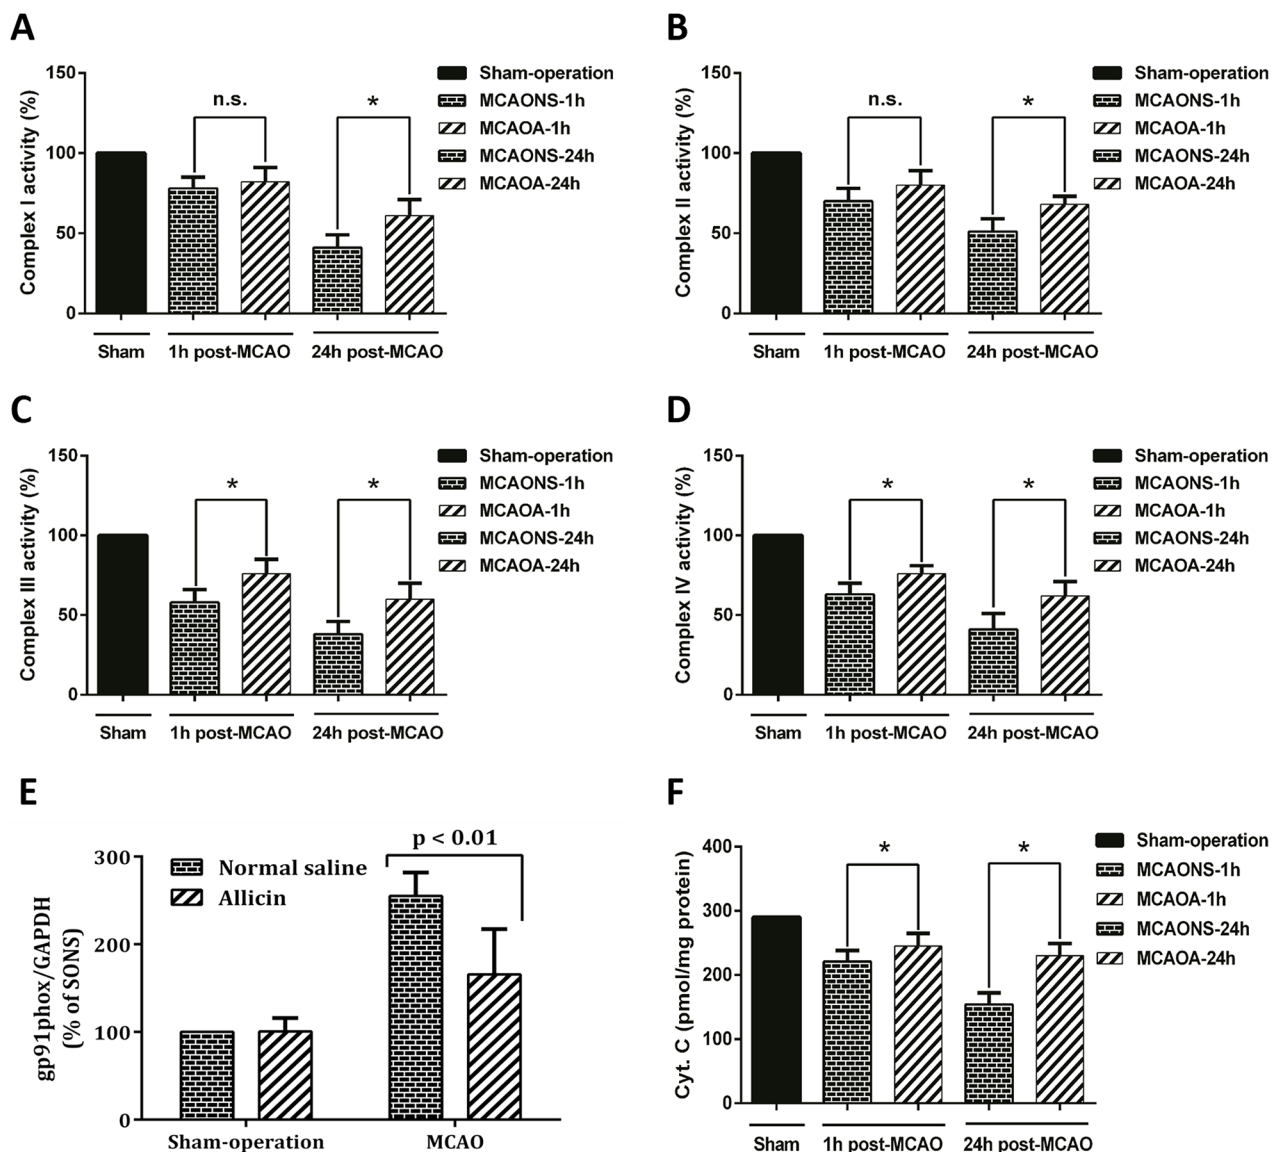 A
Complex I activity (%)
150
100
50
0
n.s.
*
Sham-operation
MCAONS-1h
MCAOA-1h
MCAONS-24h
MCAOA-24h
Sham
1h post-MCAO
24h post-MCAO
B
Complex II activity (%)
150
100
50
0
n.s.
*
Sham-operation
MCAONS-1h
MCAOA-1h
MCAONS-24h
MCAOA-24h
Sham
1h post-MCAO
24h post-MCAO
C
Complex III activity (%)
150
100
50
0
*
*
Sham-operation
MCAONS-1h
MCAOA-1h
MCAONS-24h
MCAOA-24h
Sham
1h post-MCAO
24h post-MCAO
D
Complex IV activity (%)
150
100
50
0
*
*
Sham-operation
MCAONS-1h
MCAOA-1h
MCAONS-24h
MCAOA-24h
Sham
1h post-MCAO
24h post-MCAO
E
gp91phox/GAPDH
(% of SONS)
300
200
100
0
Normal saline
Allicin
p < 0.01
Sham-operation
MCAO
F
Cyt. C (pmol/mg protein)
400
300
200
100
0
*
*
Sham-operation
MCAONS-1h
MCAOA-1h
MCAONS-24h
MCAOA-24h
Sham
1h post-MCAO
24h post-MCAO